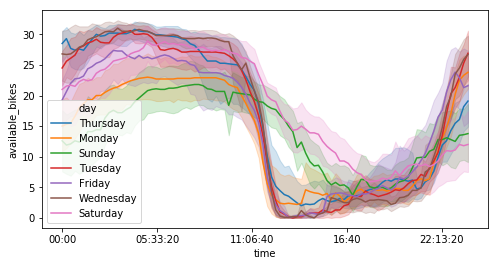 30
25
20
15
10
5
0
available_bikes
day
Thursday
Monday
Sunday
Tuesday
Friday
Wednesday
Saturday
00:00 05:33:20 11:06:40 16:40 22:13:20
time